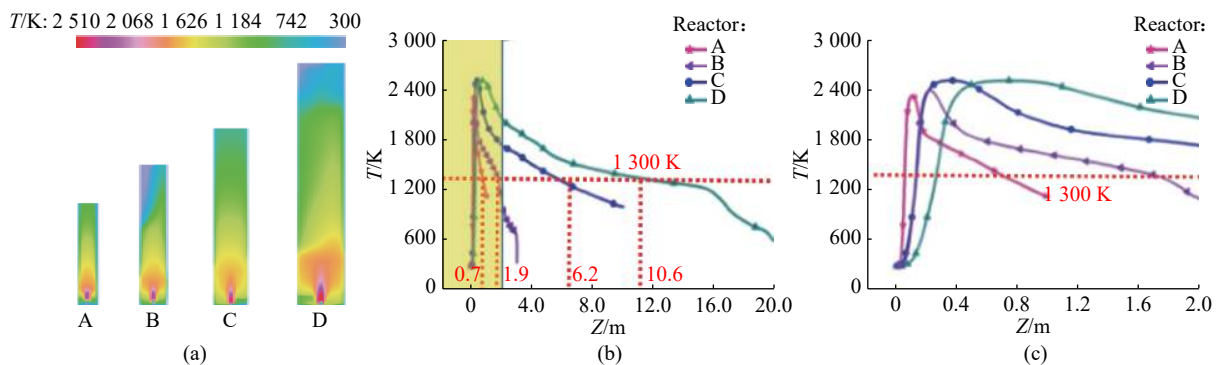 (a)
T/K: 2 510 2 068 1 626 1 184 742 300
A B C D
(b)
Reactor:
A
B
C
D
3 000
2 400
1 800
1 200
600
0
T/K
1 300 K
0.7 1.9 6.2 10.6
0 4.0 8.0 12.0 16.0 20.0
Z/m
(c)
Reactor:
A
B
C
D
3 000
2 400
1 800
1 200
600
0
T/K
1 300 K
0 0.4 0.8 1.2 1.6 2.0
Z/m